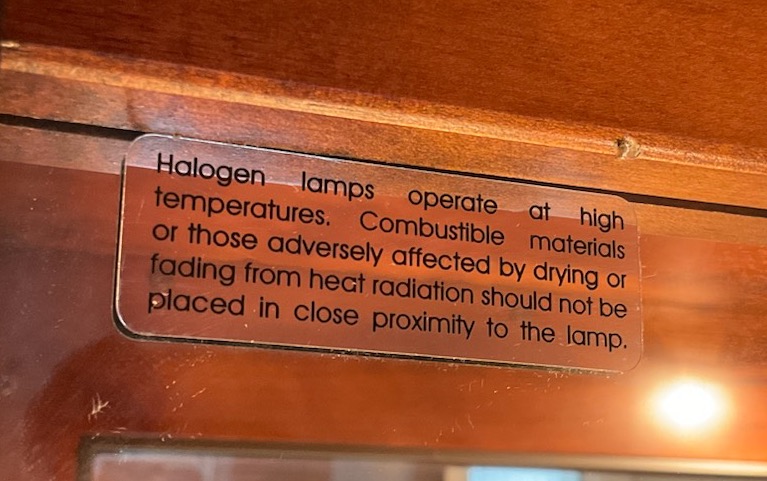 Halogen lamps operate at high
temperatures. Combustible materials
or those adversely affected by drying or
fading from heat radiation should not be
placed in close proximity to the lamp.